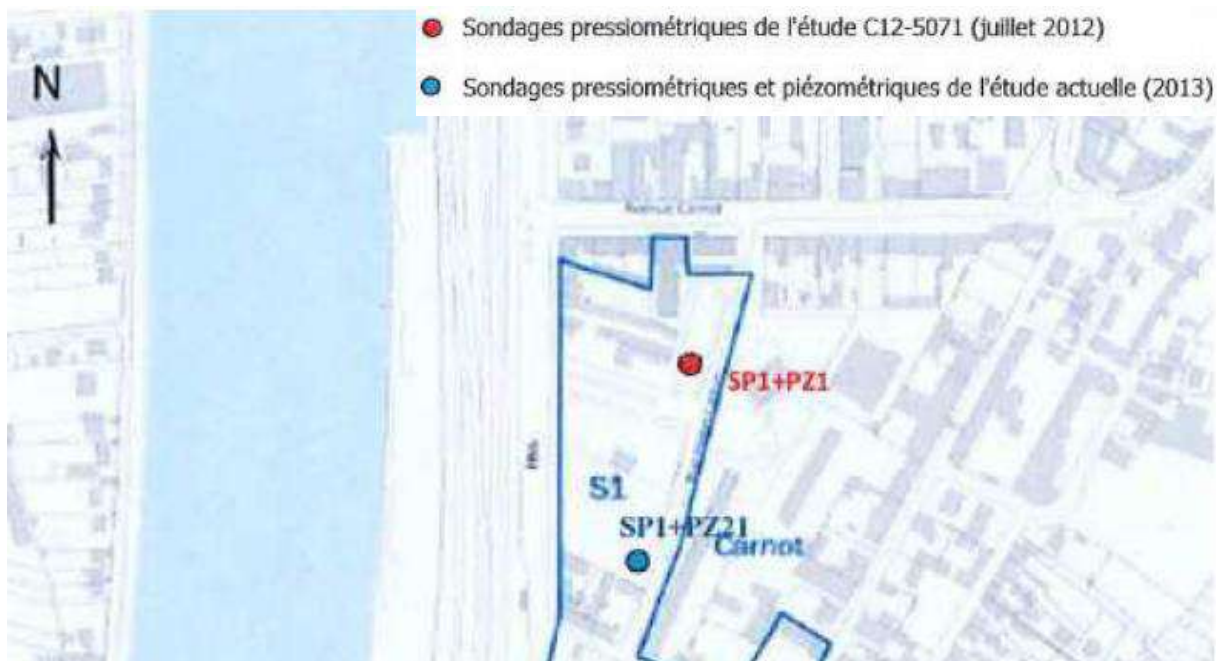 Sondages pressiométriques de l'étude C12-5071 (juillet 2012)
N
Sondages pressiométriques et piézométriques de l'étude actuelle (2013)
Avenue Carnot
SP1+PZ1
S1
SP1+PZ21
Carnot